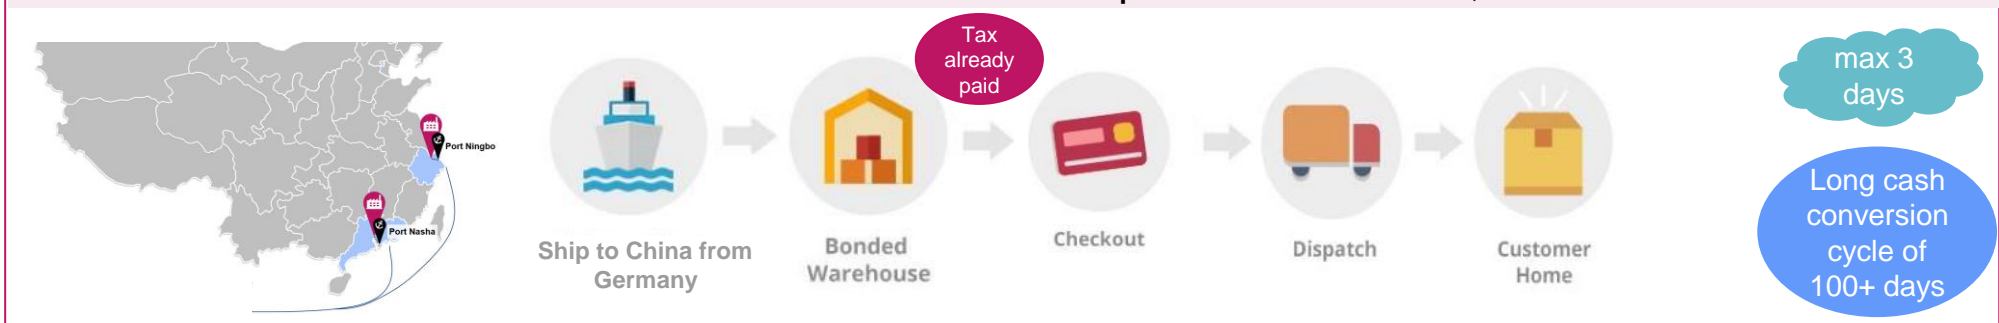 Tax
already
paid
max 3
days
Port Ningbo
Port Nasha
Ship to China from
Germany
Bonded
Warehouse
Checkout
Dispatch
Customer
Home
Long cash
conversion
cycle of
100+ days